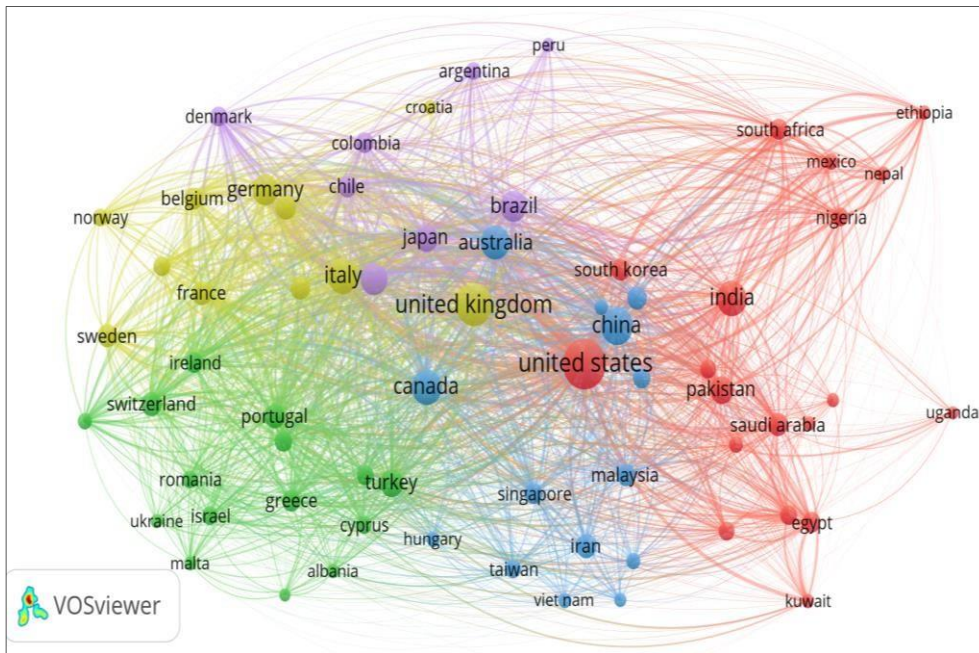 peru
argentina
croatia
denmark
colombia
ethiopia
south africa
mexico
nepal
belgium
germany
chile
norway
brazil
nigeria
japan
australia
south korea
italy
france
india
united kingdom
china
sweden
ireland
united states
canada
pakistan
switzerland
portugal
saudi arabia
uganda
romania
turkey
malaysia
singapore
greece
ukraine
israel
cyprus
hungary
egypt
iran
malta
albania
taiwan
viet nam
kuwait
VOSviewer